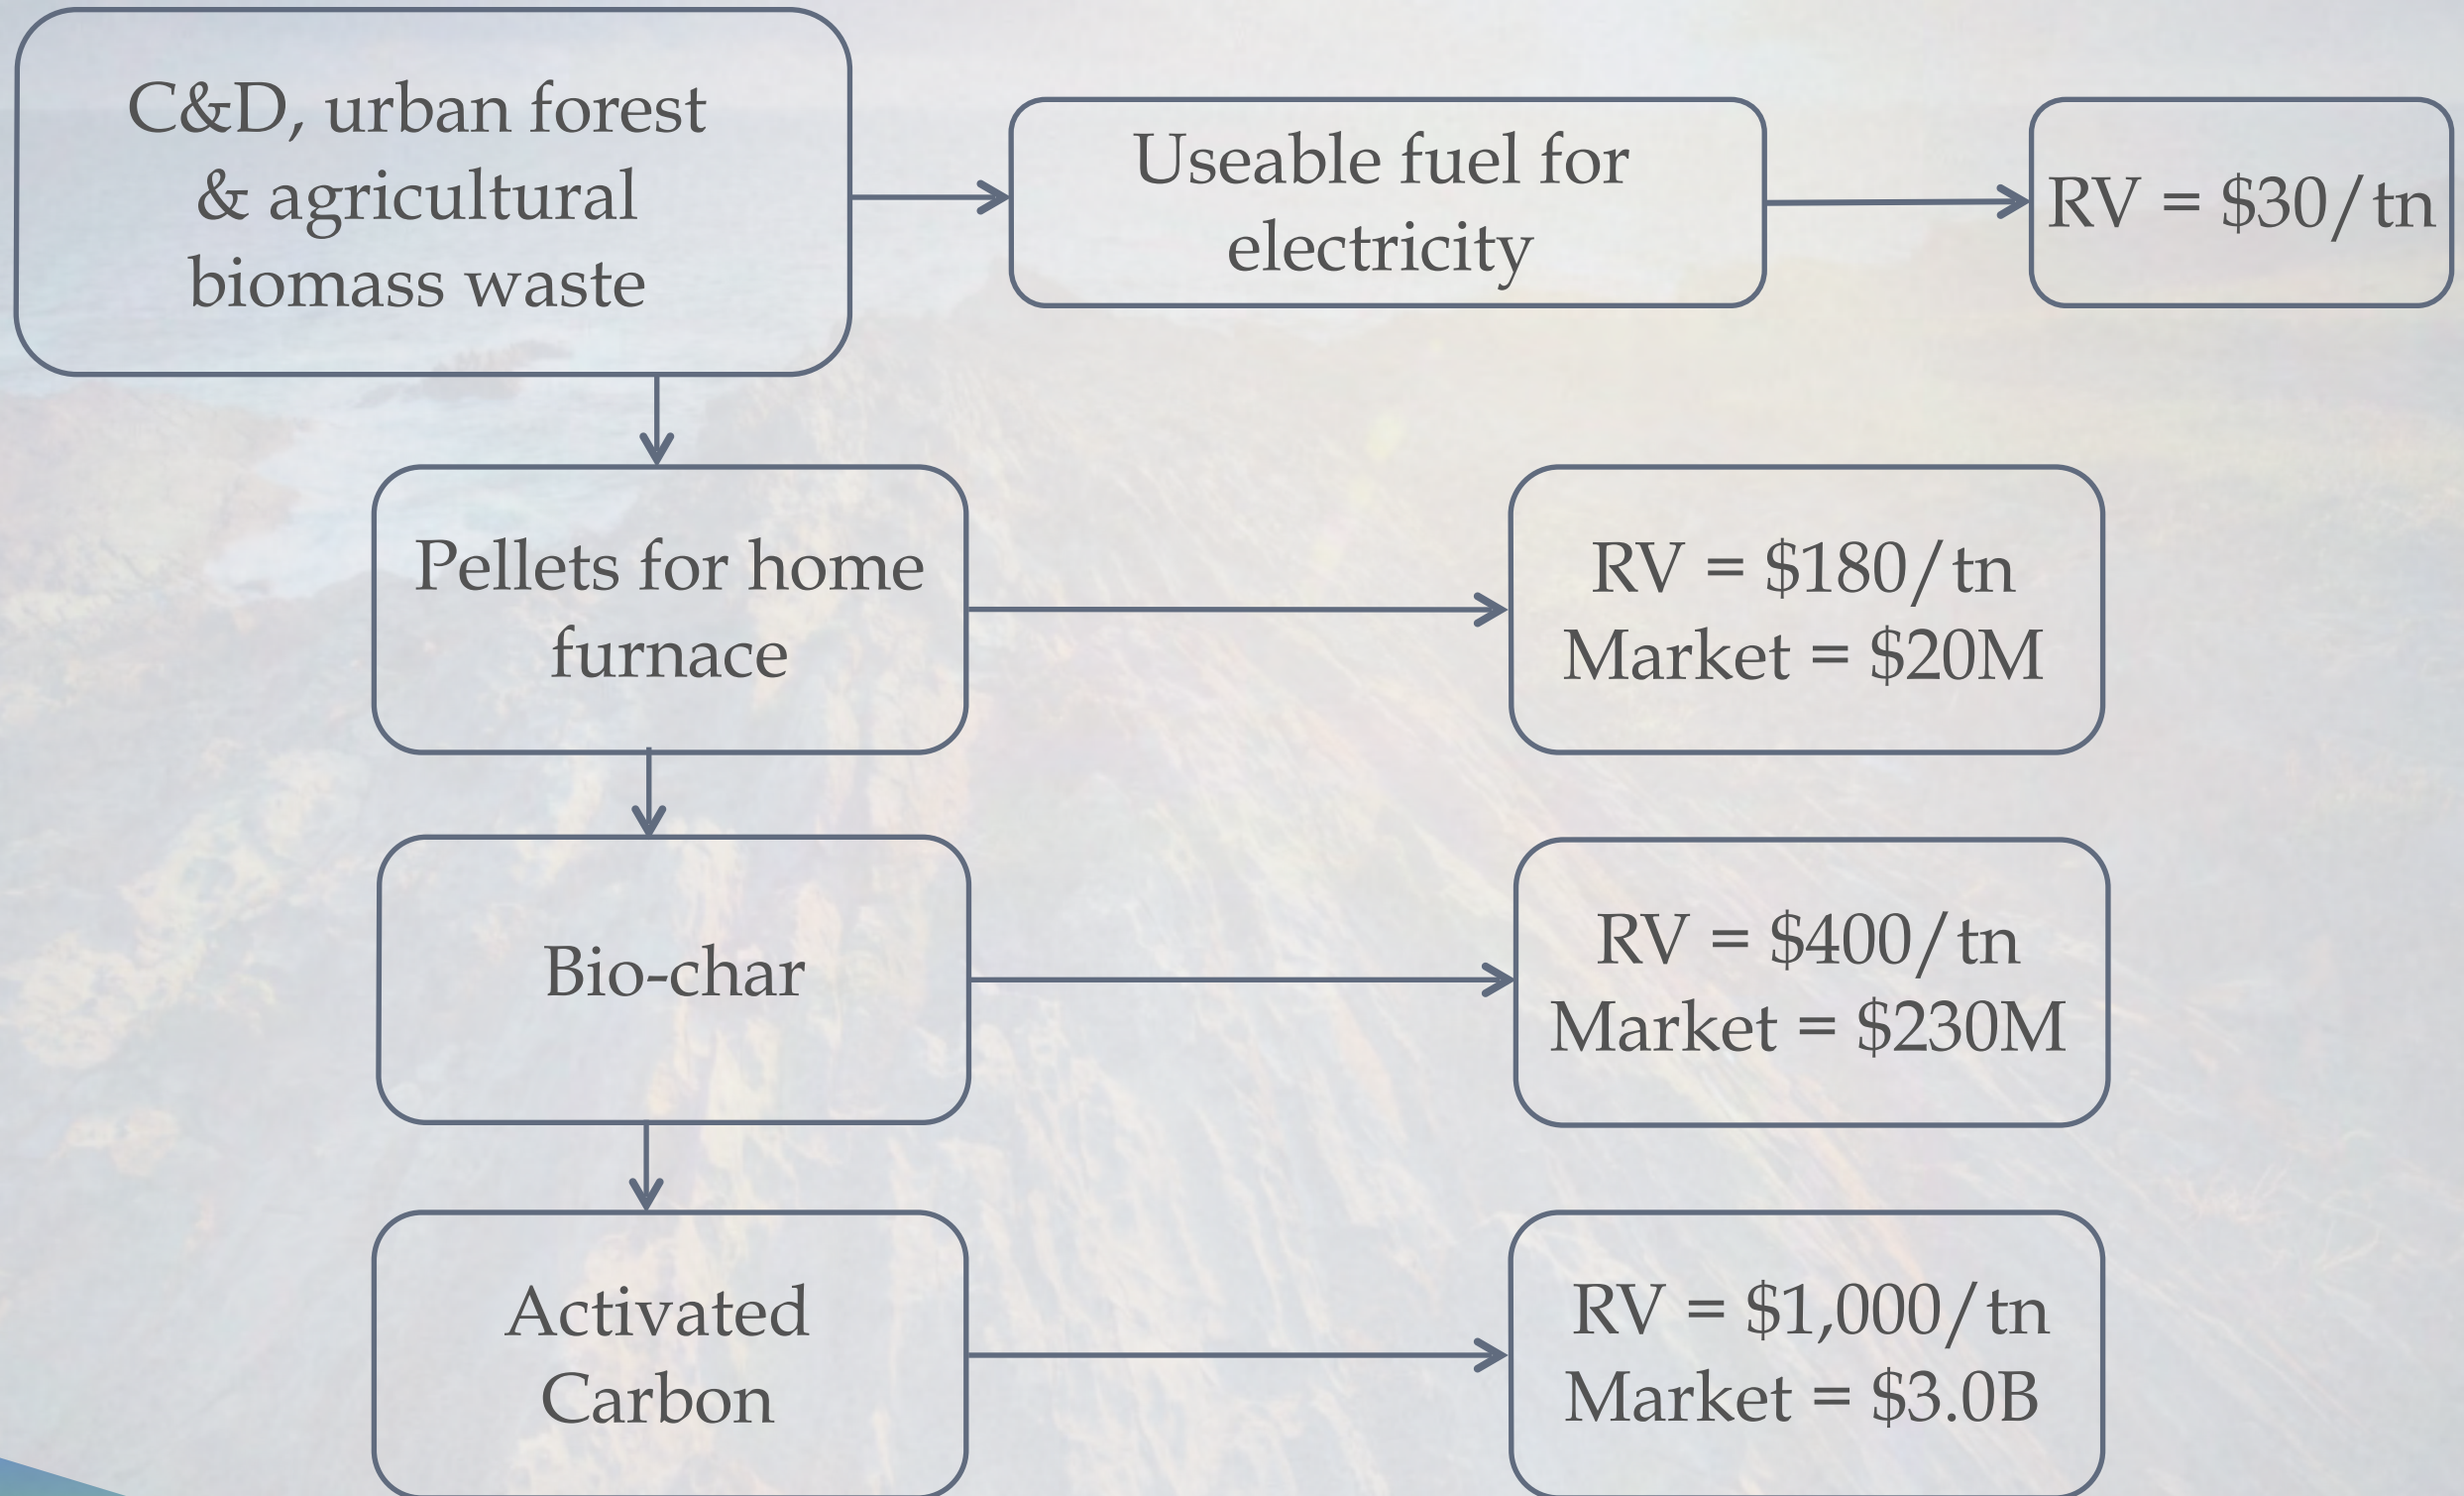 C&D, urban forest
& agricultural
biomass waste
Useable fuel for
electricity
RV = $30/tn
Pellets for home
furnace
RV = $180/tn
Market = $20M
Bio-char
RV = $400/tn
Market = $230M
Activated
Carbon
RV = $1,000/tn
Market = $3.0B